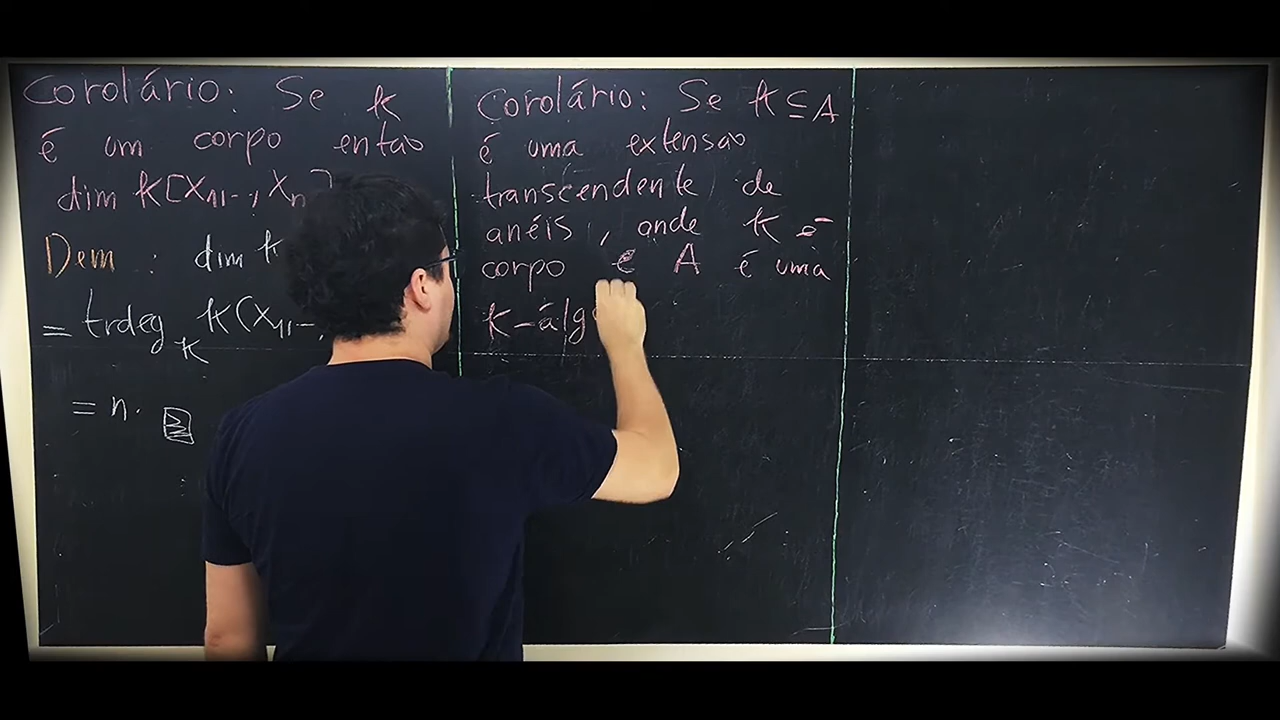 Corolário: Se K
é um corpo então
dim K[X₁,…,Xₙ]
Dem : dim K
= trdeg_K K(X₁,…,
= n.
Corolário: Se K ⊆ A
é uma extensão
transcendente de
anéis, onde K é
corpo e A é uma
K-álg